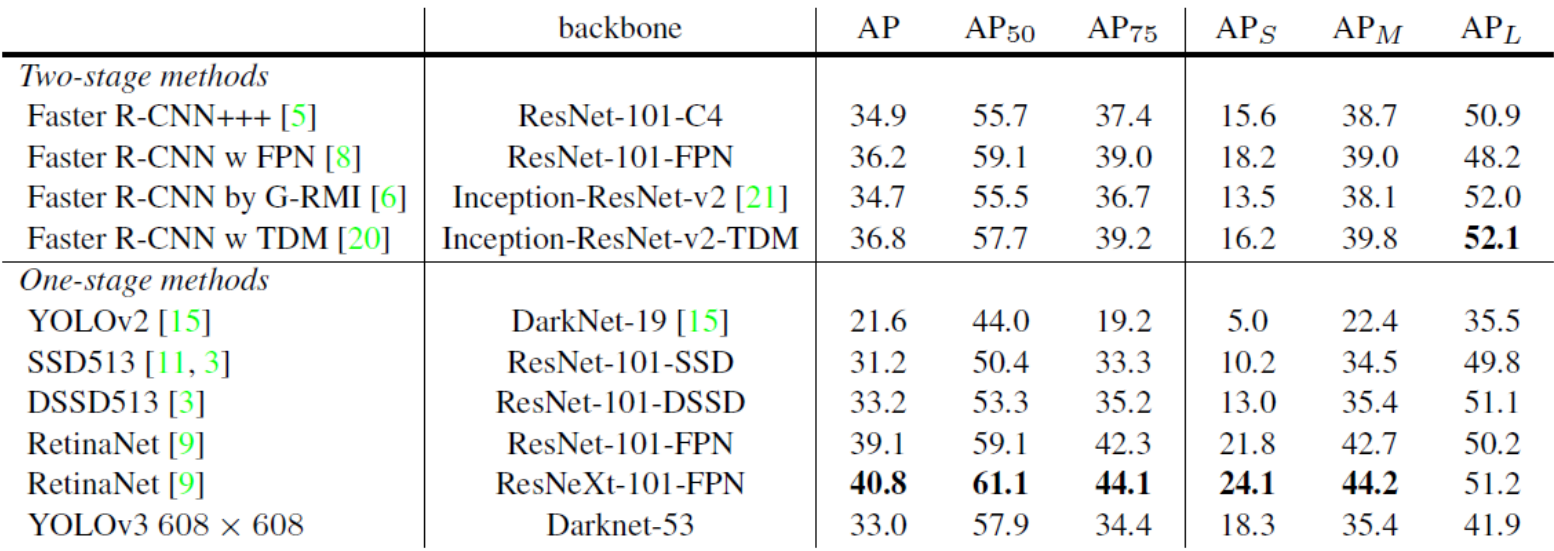 backbone AP AP50 AP75 APS APM APL
Two-stage methods
Faster R-CNN+++ [5] ResNet-101-C4 34.9 55.7 37.4 15.6 38.7 50.9
Faster R-CNN w FPN [8] ResNet-101-FPN 36.2 59.1 39.0 18.2 39.0 48.2
Faster R-CNN by G-RMI [6] Inception-ResNet-v2 [21] 34.7 55.5 36.7 13.5 38.1 52.0
Faster R-CNN w TDM [20] Inception-ResNet-v2-TDM 36.8 57.7 39.2 16.2 39.8 52.1
One-stage methods
YOLOv2 [15] DarkNet-19 [15] 21.6 44.0 19.2 5.0 22.4 35.5
SSD513 [11, 3] ResNet-101-SSD 31.2 50.4 33.3 10.2 34.5 49.8
DSSD513 [3] ResNet-101-DSSD 33.2 53.3 35.2 13.0 35.4 51.1
RetinaNet [9] ResNet-101-FPN 39.1 59.1 42.3 21.8 42.7 50.2
RetinaNet [9] ResNeXt-101-FPN 40.8 61.1 44.1 24.1 44.2 51.2
YOLOv3 608 × 608 Darknet-53 33.0 57.9 34.4 18.3 35.4 41.9